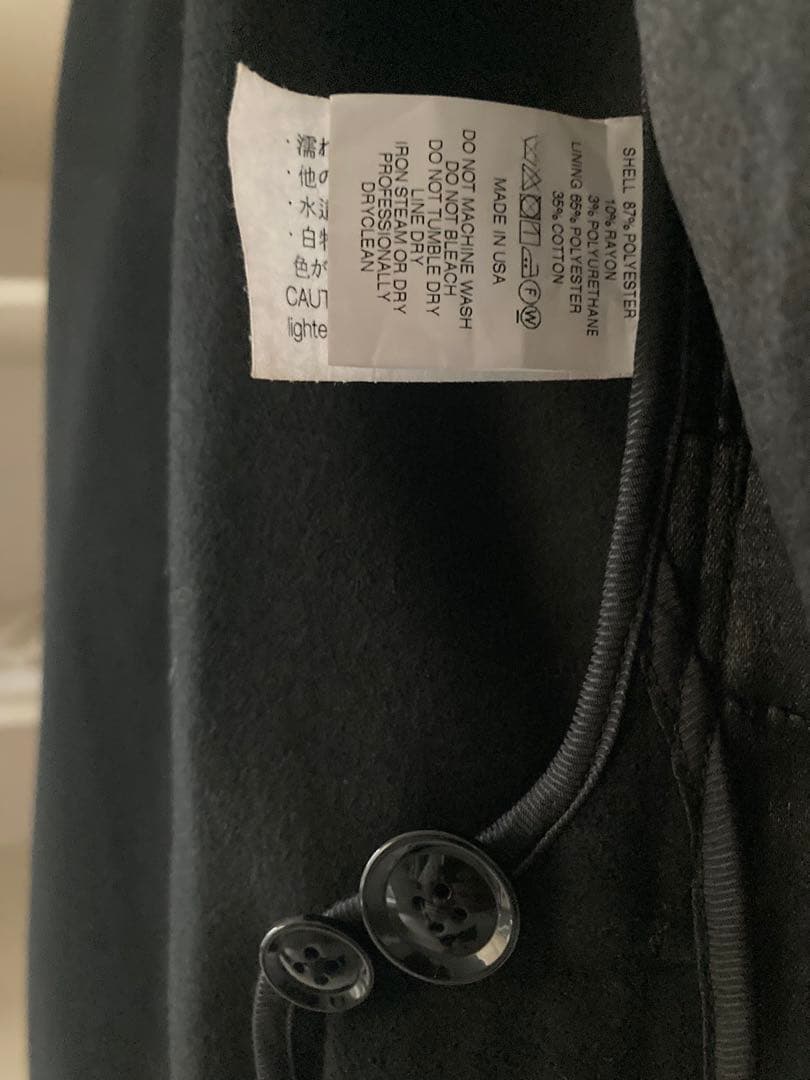 SHELL 87% POLYESTER
10% RAYON
3% POLYURETHANE
LINING 65% POLYESTER
35% COTTON
F W
MADE IN USA
DO NOT MACHINE WASH
DO NOT BLEACH
DO NOT TUMBLE DRY
LINE DRY
IRON STEAM OR DRY
PROFESSIONALLY
DRYCLEAN
・濡れ
・他の
・水
・白
色が
CAUT
lighte